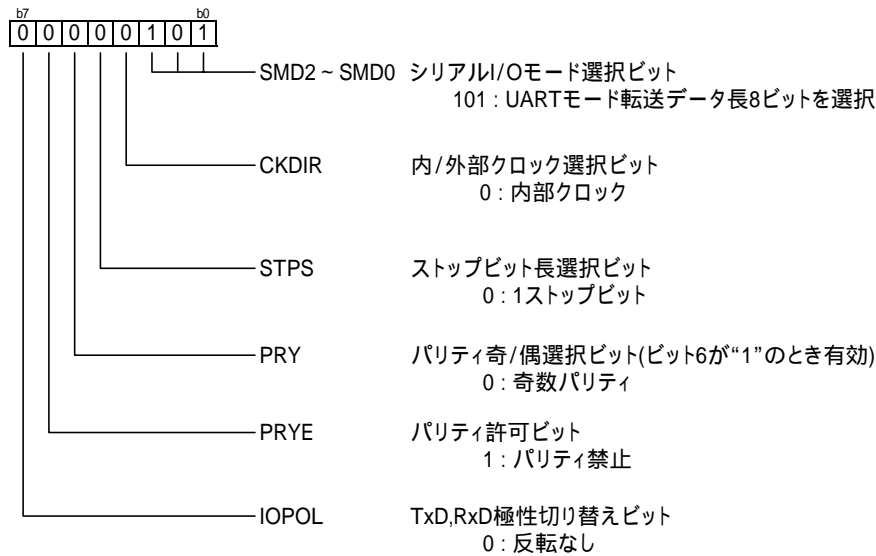 b7 b0
0 0 0 0 0 1 0 1
SMD2 ~ SMD0 シリアルI/Oモード選択ビット
101 : UARTモード転送データ長8ビットを選択
CKDIR 内/外部クロック選択ビット
0 : 内部クロック
STPS ストップビット長選択ビット
0 : 1ストップビット
PRY パリティ奇/偶選択ビット(ビット6が“1”のとき有効)
0 : 奇数パリティ
PRYE パリティ許可ビット
1 : パリティ禁止
IOPOL TxD,RxD極性切り替えビット
0 : 反転なし